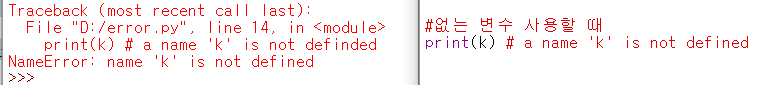 Traceback (most recent call last):
  File "D:/error.py", line 14, in <module>
    print(k) # a name 'k' is not definded
NameError: name 'k' is not defined
>>>
#없는 변수 사용할 때
print(k) # a name 'k' is not defined